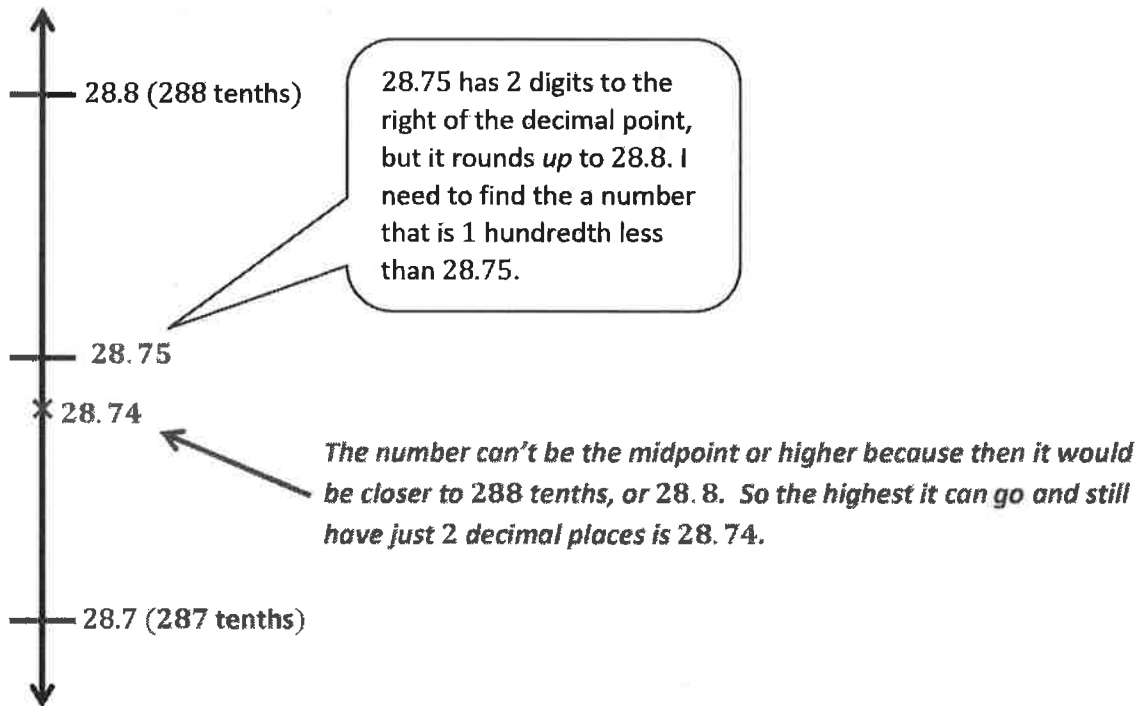 28.8 (288 tenths)
28.75 has 2 digits to the
right of the decimal point,
but it rounds up to 28.8. I
need to find the a number
that is 1 hundredth less
than 28.75.
28.75
28.74
The number can't be the midpoint or higher because then it would
be closer to 288 tenths, or 28.8. So the highest it can go and still
have just 2 decimal places is 28.74.
28.7 (287 tenths)